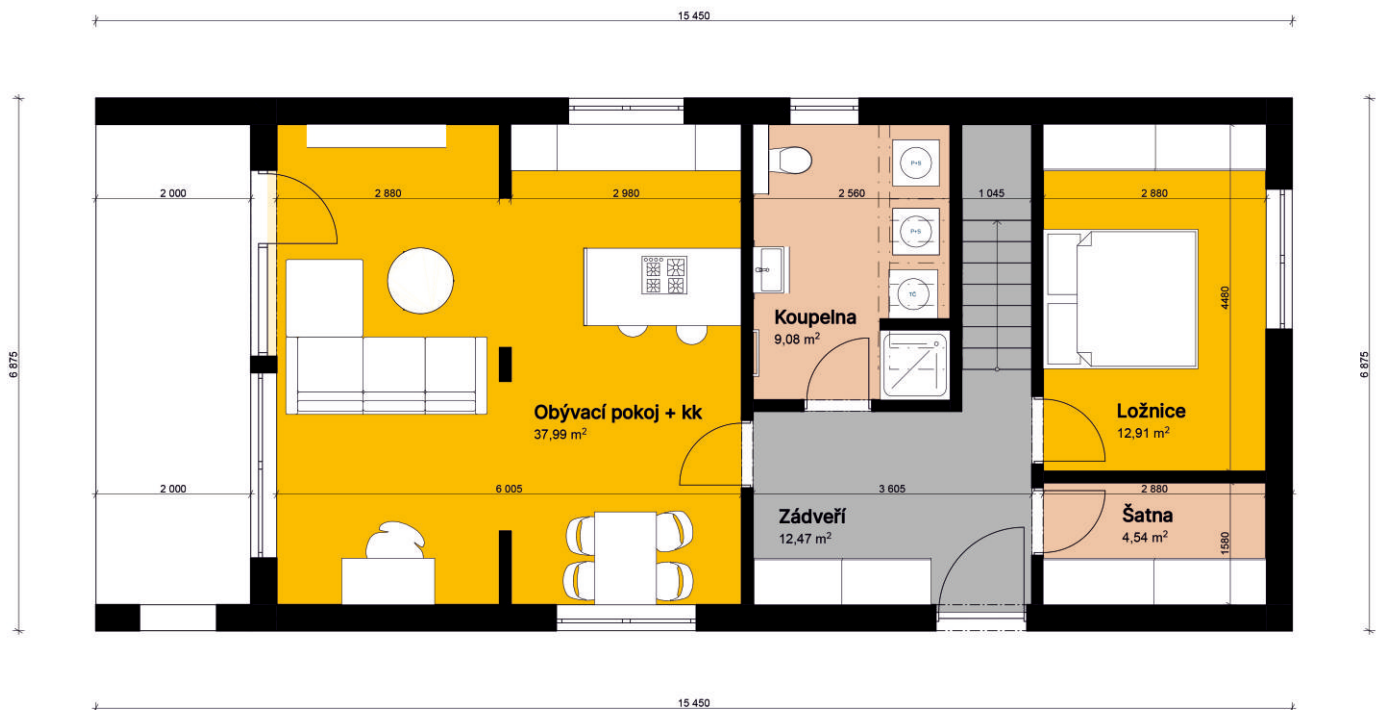 15 450
6 875
6 875
2 000
2 880
2 980
2 560
1 045
2 880
P+S
P+S
TČ
4480
Koupelna
9,08 m²
Obývací pokoj + kk
37,99 m²
Ložnice
12,91 m²
2 000
6 005
3 605
2 880
Zádveří
12,47 m²
Šatna
4,54 m²
1580
15 450